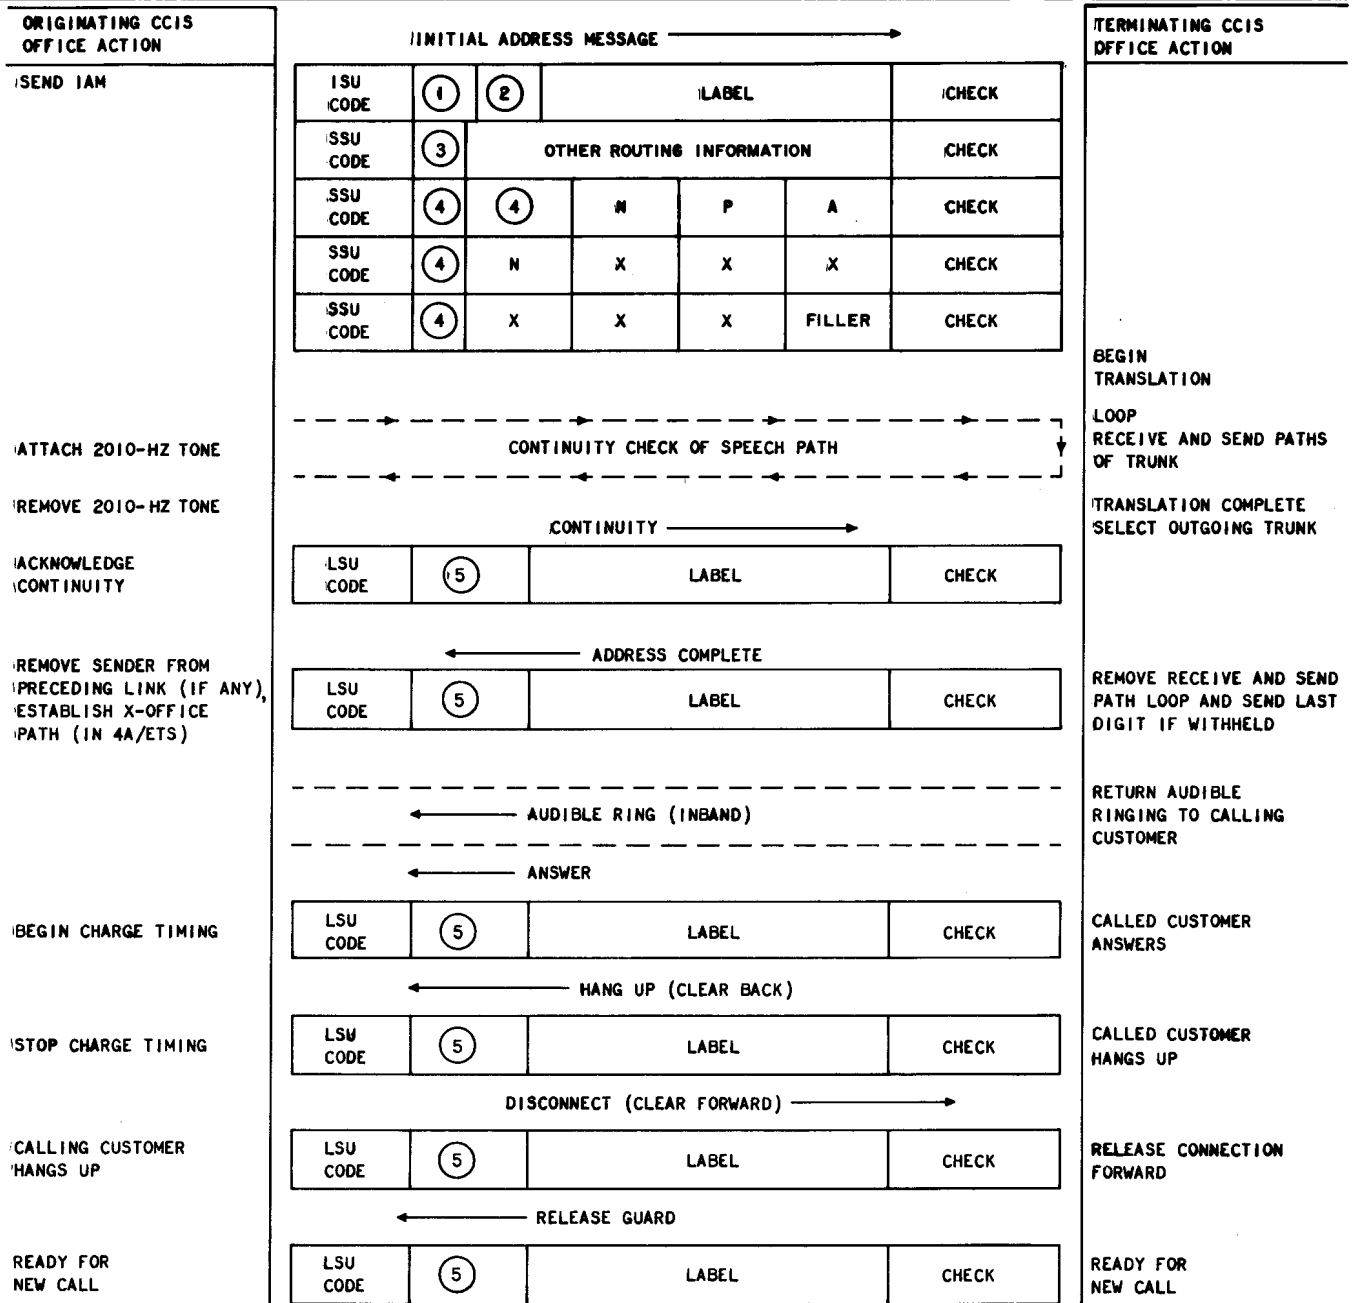 ORIGINATING CCIS
OFFICE ACTION
INITIAL ADDRESS MESSAGE
TERMINATING CCIS
OFFICE ACTION
SEND IAM
ISU
CODE
1
2
LABEL
CHECK
SSU
CODE
3
OTHER ROUTING INFORMATION
CHECK
SSU
CODE
4
4
N
P
A
CHECK
SSU
CODE
4
N
X
X
X
CHECK
SSU
CODE
4
X
X
X
FILLER
CHECK
BEGIN
TRANSLATION
ATTACH 2010-HZ TONE
CONTINUITY CHECK OF SPEECH PATH
LOOP
RECEIVE AND SEND PATHS
OF TRUNK
REMOVE 2010-HZ TONE
CONTINUITY
TRANSLATION COMPLETE
SELECT OUTGOING TRUNK
ACKNOWLEDGE
CONTINUITY
LSU
CODE
5
LABEL
CHECK
ADDRESS COMPLETE
REMOVE SENDER FROM
PRECEDING LINK (IF ANY),
ESTABLISH X-OFFICE
PATH (IN 4A/ETS)
LSU
CODE
5
LABEL
CHECK
REMOVE RECEIVE AND SEND
PATH LOOP AND SEND LAST
DIGIT IF WITHHELD
AUDIBLE RING (INBAND)
RETURN AUDIBLE
RINGING TO CALLING
CUSTOMER
ANSWER
BEGIN CHARGE TIMING
LSU
CODE
5
LABEL
CHECK
CALLED CUSTOMER
ANSWERS
HANG UP (CLEAR BACK)
STOP CHARGE TIMING
LSU
CODE
5
LABEL
CHECK
CALLED CUSTOMER
HANGS UP
DISCONNECT (CLEAR FORWARD)
CALLING CUSTOMER
HANGS UP
LSU
CODE
5
LABEL
CHECK
RELEASE CONNECTION
FORWARD
RELEASE GUARD
READY FOR
NEW CALL
LSU
CODE
5
LABEL
CHECK
READY FOR
NEW CALL